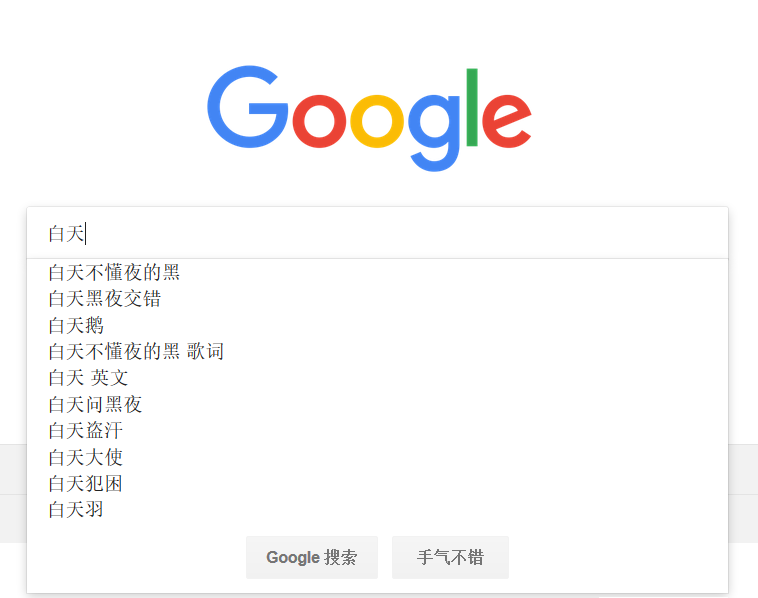 Google
白天
白天不懂夜的黑
白天黑夜交错
白天鹅
白天不懂夜的黑 歌词
白天 英文
白天问黑夜
白天盗汗
白天大使
白天犯困
白天羽
Google 搜索 手气不错